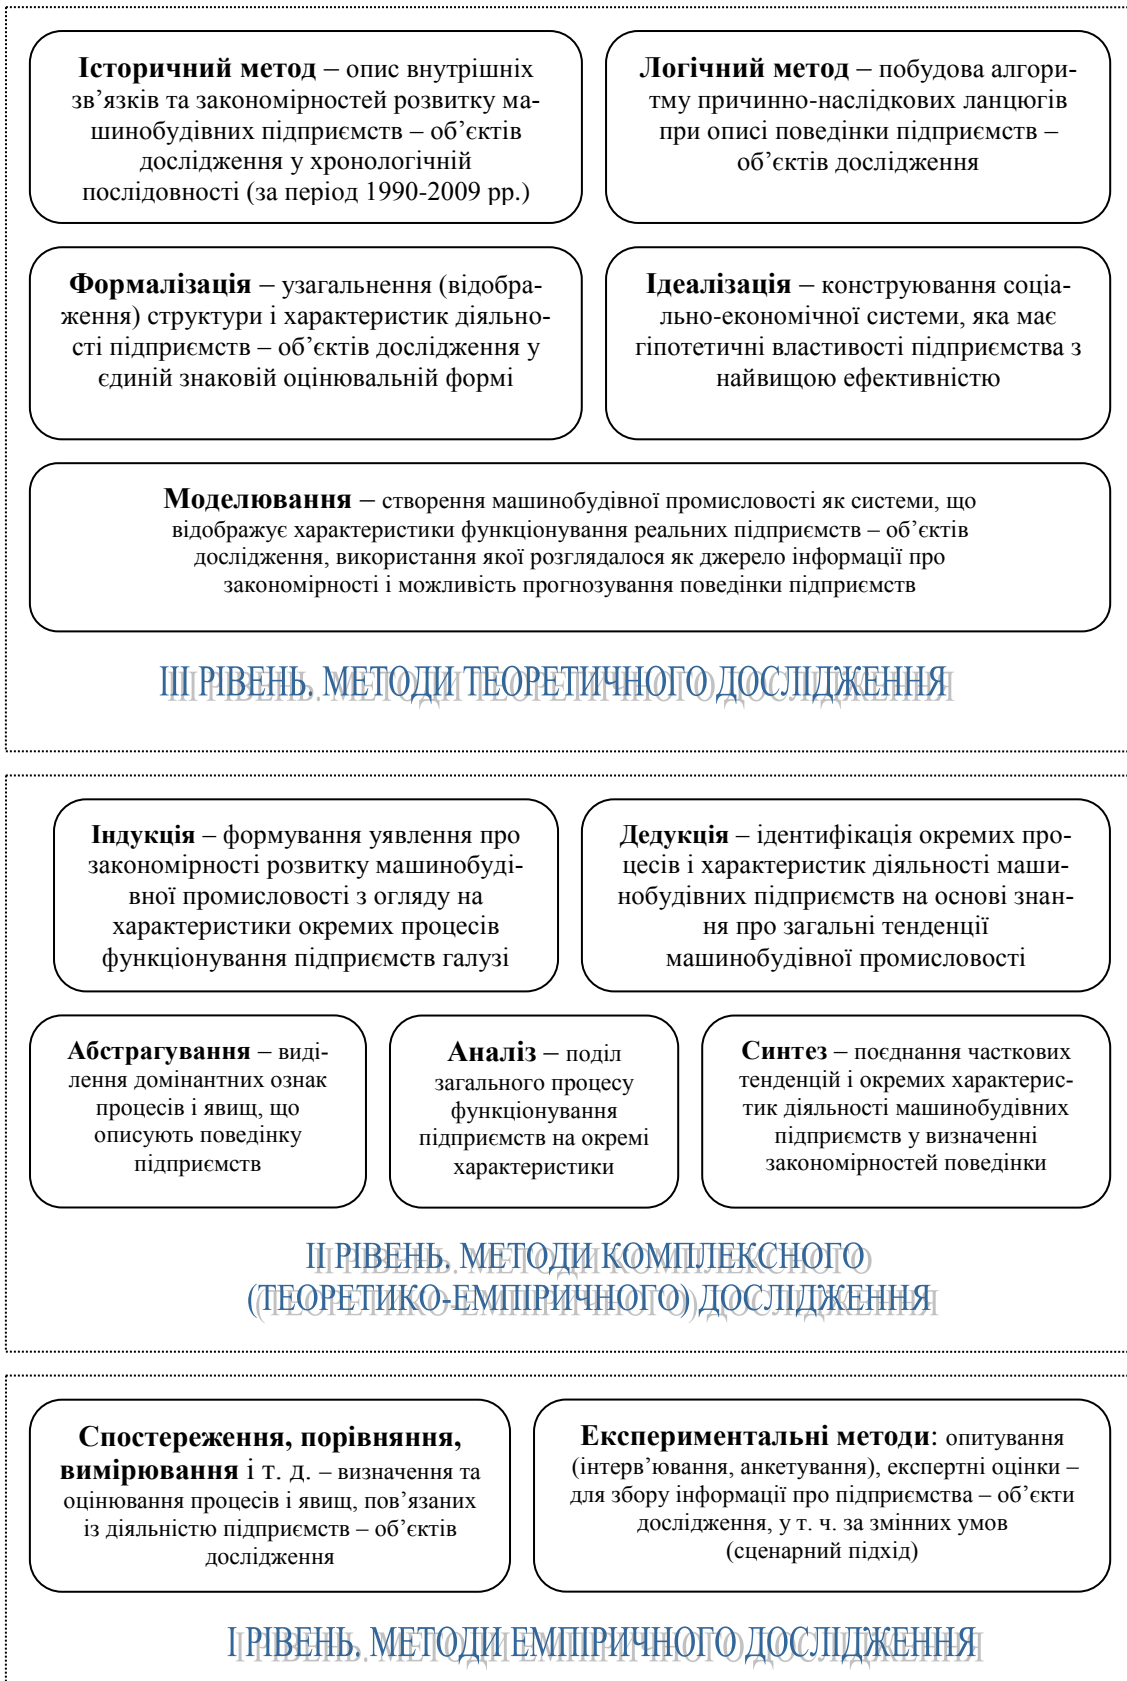 Історичний метод – опис внутрішніх
зв’язків та закономірностей розвитку ма-
шинобудівних підприємств – об’єктів
дослідження у хронологічній
послідовності (за період 1990-2009 рр.)
Логічний метод – побудова алгори-
тму причинно-наслідкових ланцюгів
при описі поведінки підприємств –
об’єктів дослідження
Формалізація – узагальнення (відобра-
ження) структури і характеристик діяльно-
сті підприємств – об’єктів дослідження у
єдиній знаковій оцінювальній формі
Ідеалізація – конструювання соціа-
льно-економічної системи, яка має
гіпотетичні властивості підприємства з
найвищою ефективністю
Моделювання – створення машинобудівної промисловості як системи, що
відображує характеристики функціонування реальних підприємств – об’єктів
дослідження, використання якої розглядалося як джерело інформації про
закономірності і можливість прогнозування поведінки підприємств
ІІІ РІВЕНЬ. МЕТОДИ ТЕОРЕТИЧНОГО ДОСЛІДЖЕННЯ
Індукція – формування уявлення про
закономірності розвитку машинобуді-
вної промисловості з огляду на
характеристики окремих процесів
функціонування підприємств галузі
Дедукція – ідентифікація окремих про-
цесів і характеристик діяльності маши-
нобудівних підприємств на основі знан-
ня про загальні тенденції
машинобудівної промисловості
Абстрагування – виді-
лення домінантних ознак
процесів і явищ, що
описують поведінку
підприємств
Аналіз – поділ
загального процесу
функціонування
підприємств на окремі
характеристики
Синтез – поєднання часткових
тенденцій і окремих характерис-
тик діяльності машинобудівних
підприємств у визначенні
закономірностей поведінки
ІІ РІВЕНЬ. МЕТОДИ КОМПЛЕКСНОГО
(ТЕОРЕТИКО-ЕМПІРИЧНОГО) ДОСЛІДЖЕННЯ
Спостереження, порівняння,
вимірювання і т. д. – визначення та
оцінювання процесів і явищ, пов’язаних
із діяльністю підприємств – об’єктів
дослідження
Експериментальні методи: опитування
(інтерв’ювання, анкетування), експертні оцінки –
для збору інформації про підприємства – об’єкти
дослідження, у т. ч. за змінних умов
(сценарний підхід)
І РІВЕНЬ. МЕТОДИ ЕМПІРИЧНОГО ДОСЛІДЖЕННЯ